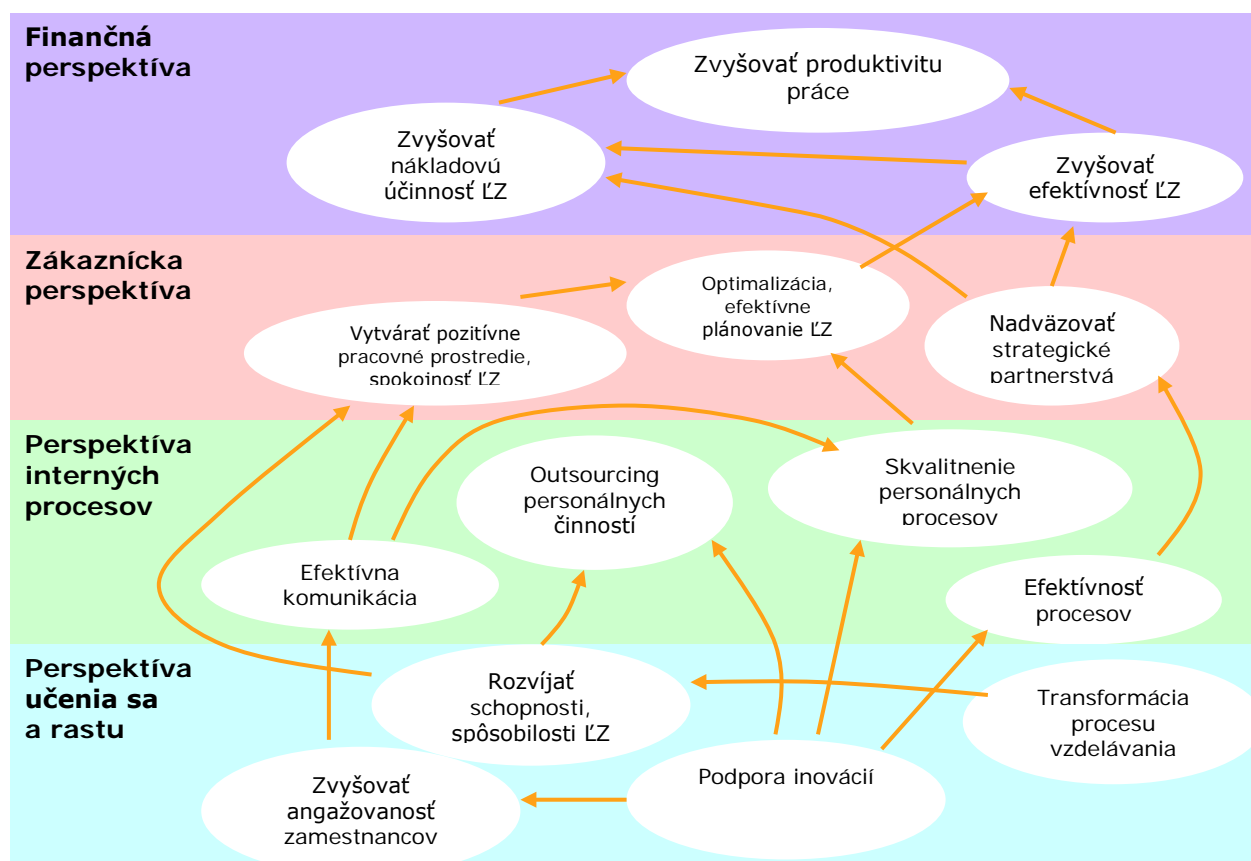 Finančná
perspektíva
Zvyšovať produktivitu
práce
Zvyšovať
nákladovú
účinnosť ĽZ
Zvyšovať
efektívnosť ĽZ
Zákaznícka
perspektíva
Optimalizácia,
efektívne
plánovanie ĽZ
Vytvárať pozitívne
pracovné prostredie,
spokojnosť ĽZ
Nadväzovať
strategické
partnerstvá
Perspektíva
interných
procesov
Outsourcing
personálnych
činností
Skvalitnenie
personálnych
procesov
Efektívna
komunikácia
Efektívnosť
procesov
Perspektíva
učenia sa
a rastu
Rozvíjať
schopnosti,
spôsobilosti ĽZ
Transformácia
procesu
vzdelávania
Zvyšovať
angažovanosť
zamestnancov
Podpora inovácií